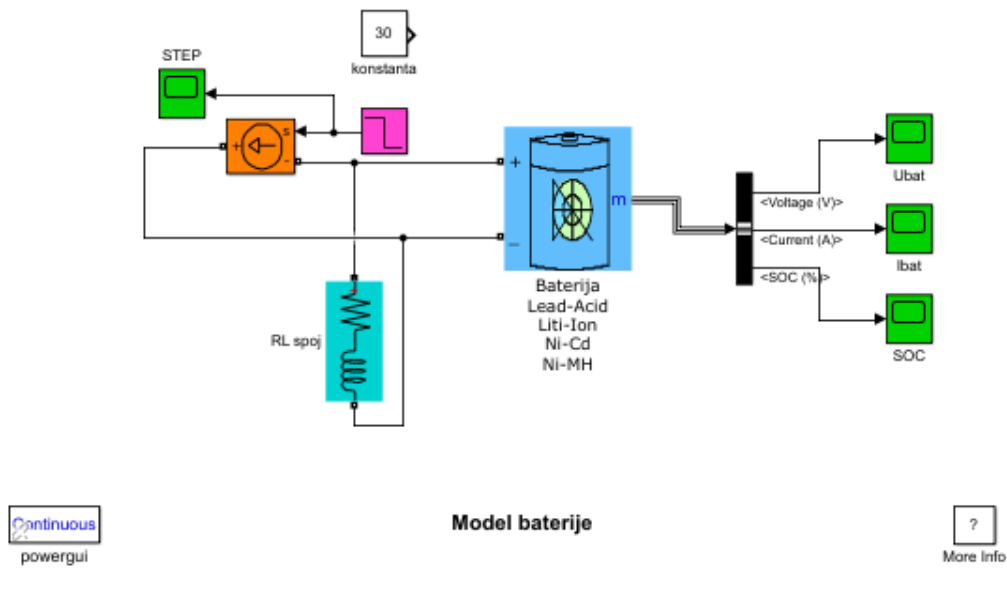 30
konstanta
STEP
s
+
-
+
m
–
<Voltage (V)>
<Current (A)>
<SOC (%)>
Ubat
Ibat
SOC
Baterija
Lead-Acid
Liti-Ion
Ni-Cd
Ni-MH
RL spoj
+
Continuous
powergui
Model baterije
?
More Info